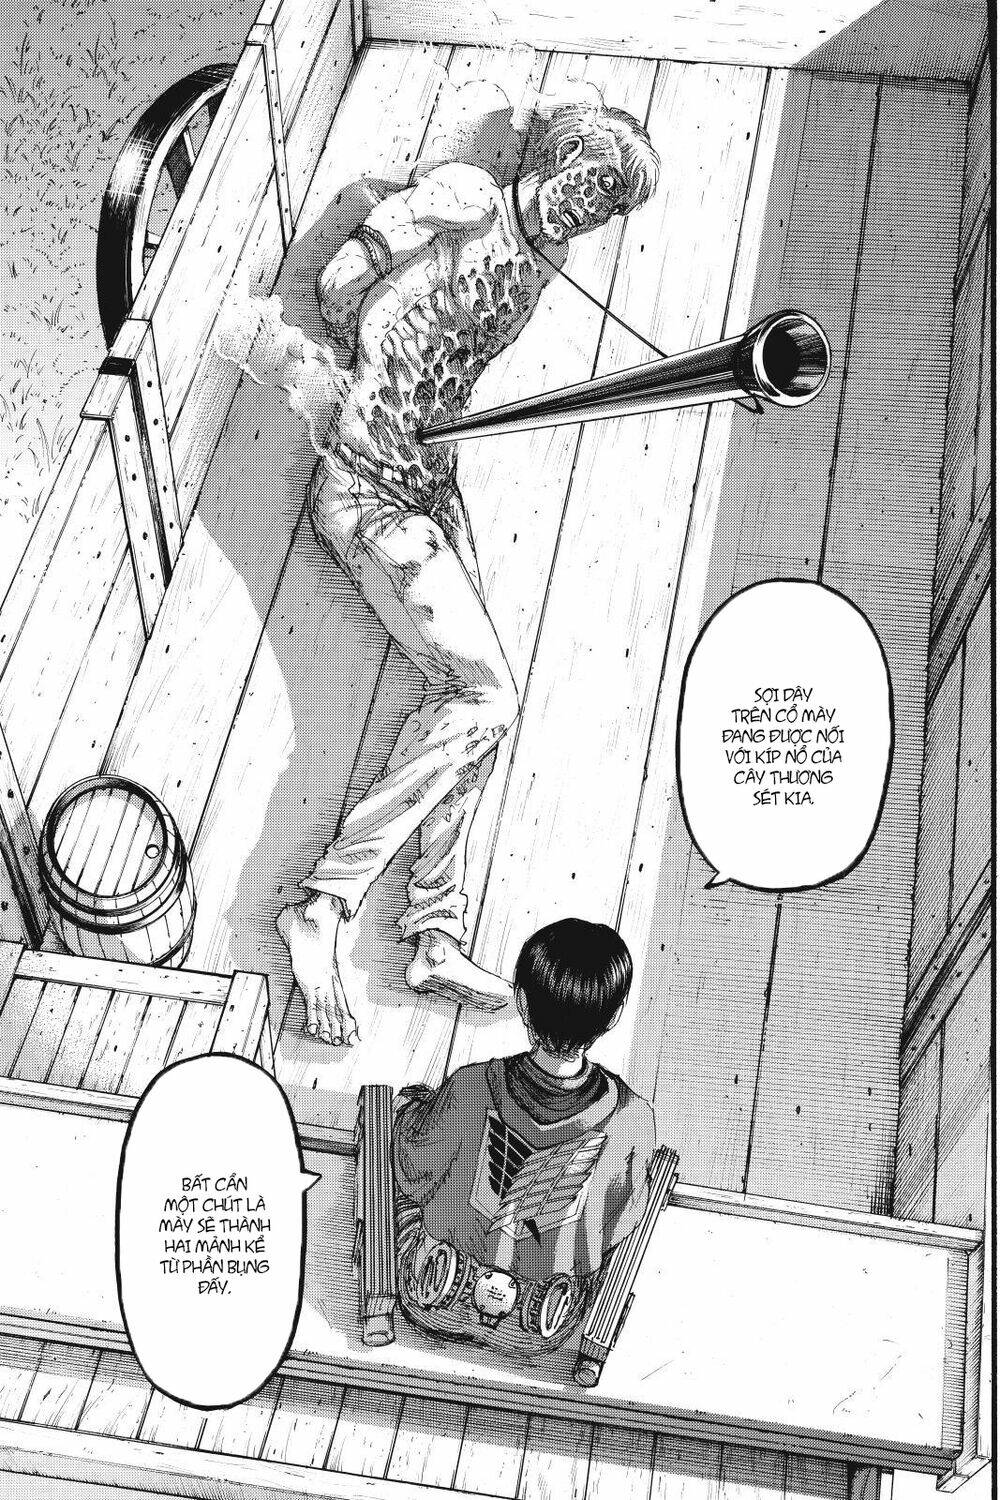 SỢI DÂY
TRÊN CỔ MÀY
ĐANG ĐƯỢC NỐI
VỚI KÍP NỔ CỦA
CÂY THƯƠNG
SÉT KIA.
BẤT CẨN
MỘT CHÚT LÀ
MÀY SẼ THÀNH
HAI MẢNH KỂ
TỪ PHẦN BỤNG
ĐẤY.